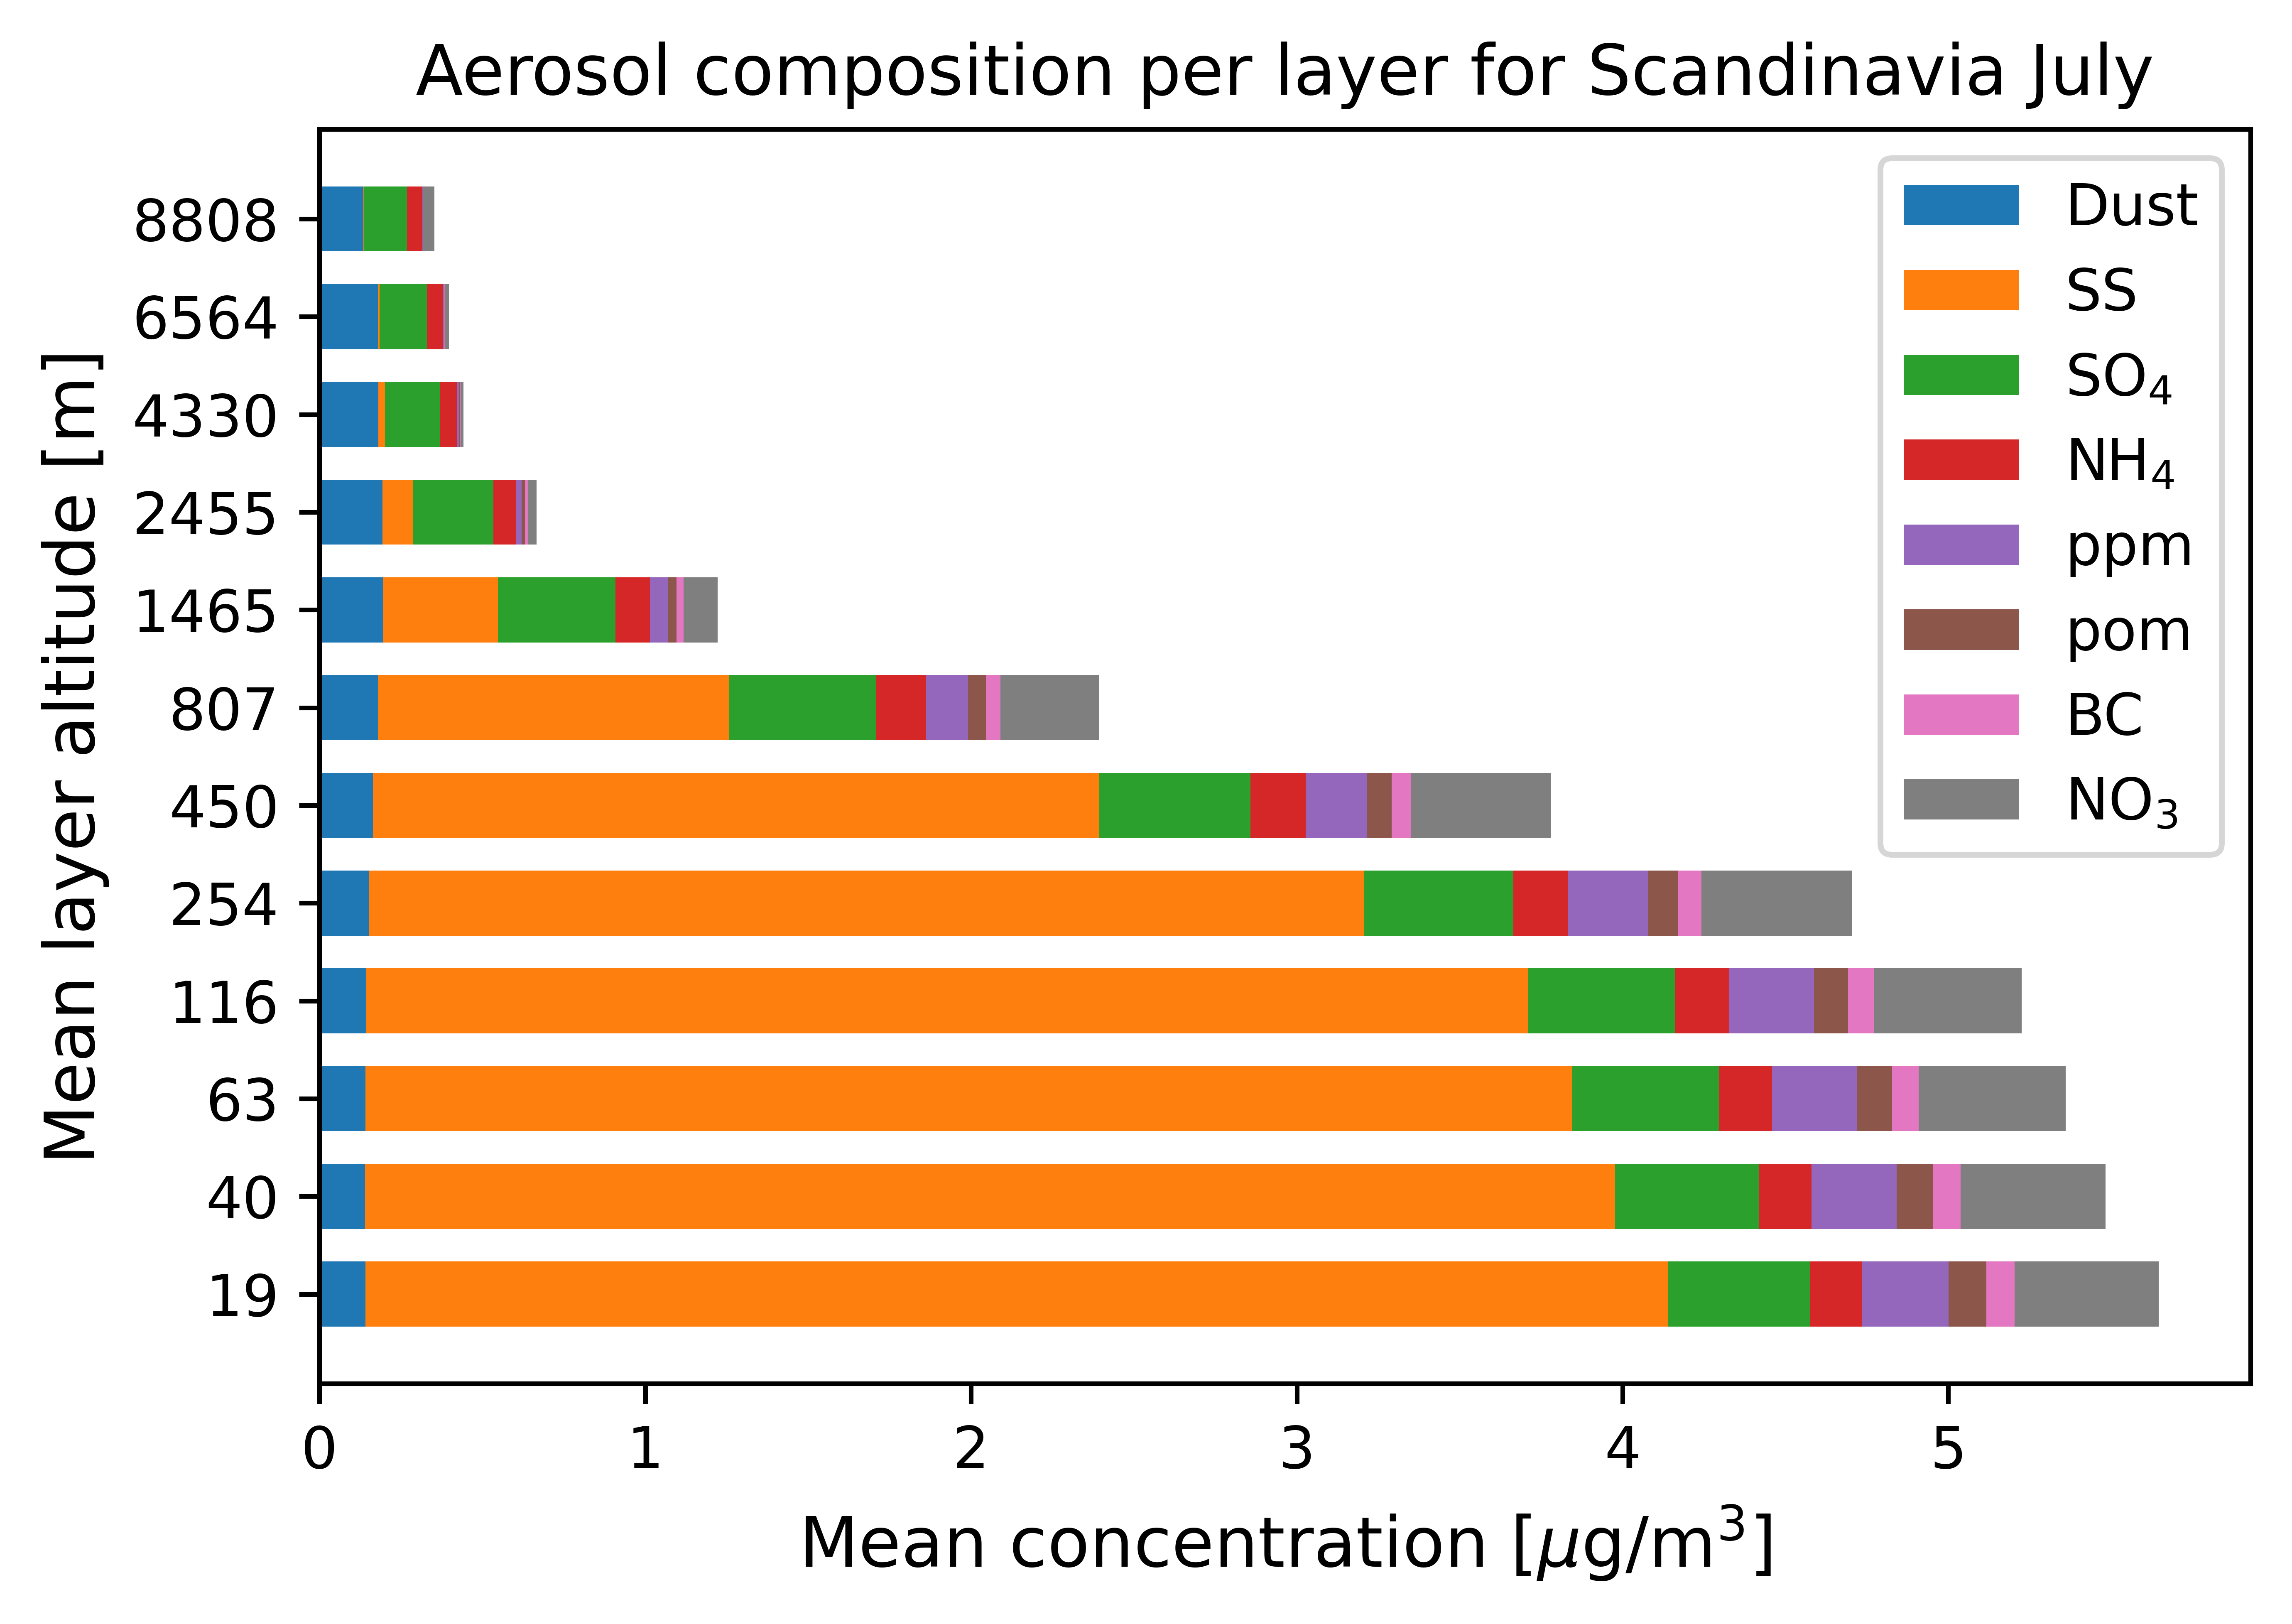 Aerosol composition per layer for Scandinavia July
Mean layer altitude [m]
8808
6564
4330
2455
1465
807
450
254
116
63
40
19
Dust
SS
SO₄
NH₄
ppm
pom
BC
NO₃
0 1 2 3 4 5
Mean concentration [μg/m³]